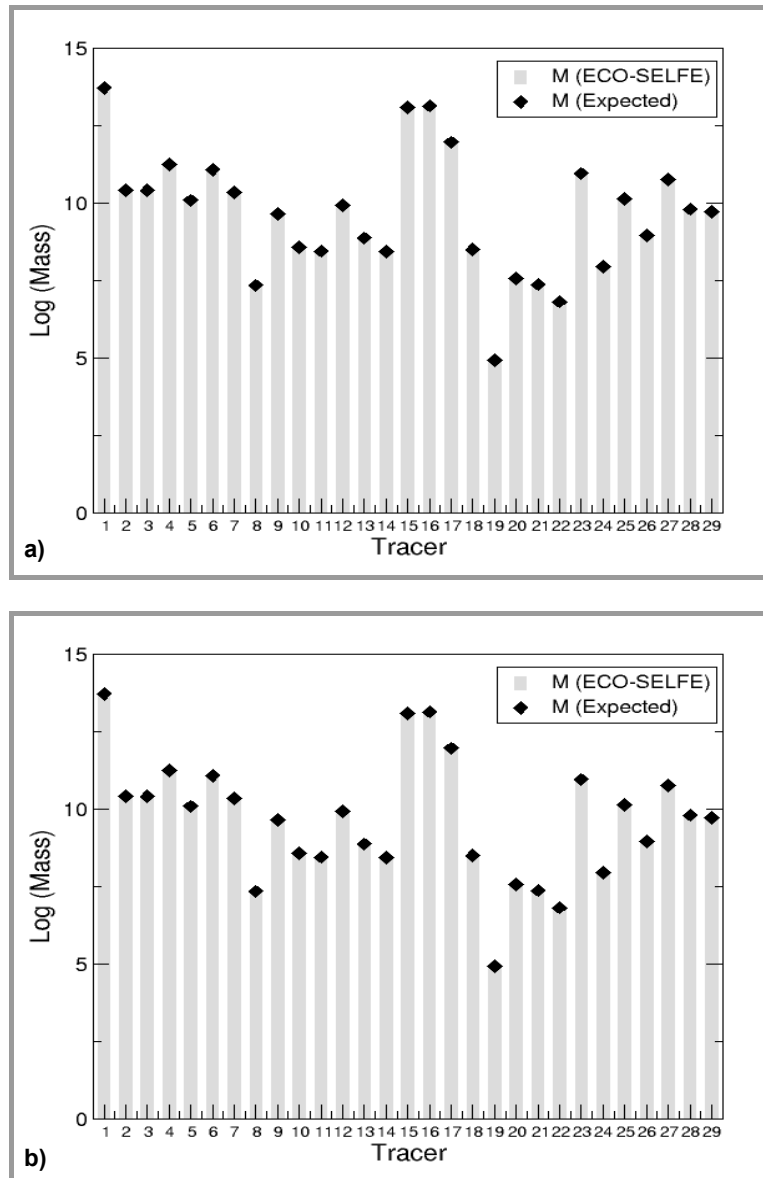 15
M (ECO-SELFE)
M (Expected)
10
Log (Mass)
5
0
1 2 3 4 5 6 7 8 9 10 11 12 13 14 15 16 17 18 19 20 21 22 23 24 25 26 27 28 29
a)
Tracer
15
M (ECO-SELFE)
M (Expected)
10
Log (Mass)
5
0
1 2 3 4 5 6 7 8 9 10 11 12 13 14 15 16 17 18 19 20 21 22 23 24 25 26 27 28 29
b)
Tracer